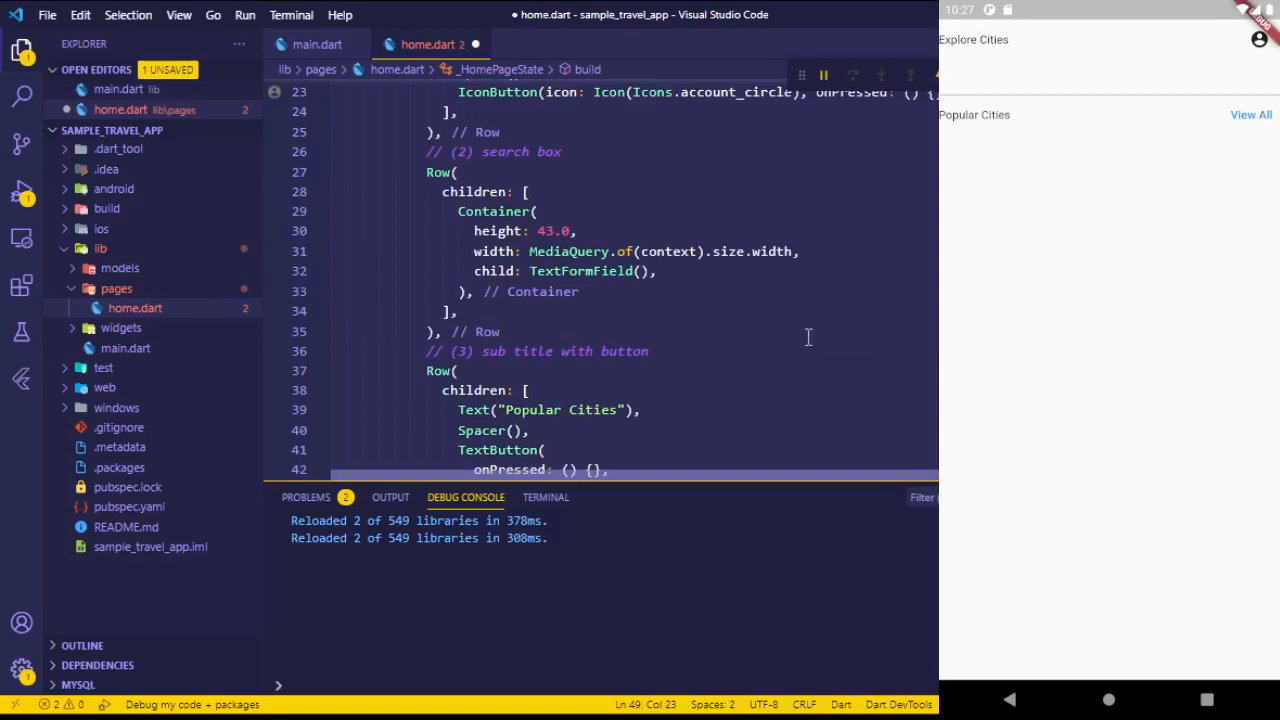 File Edit Selection View Go Run Terminal Help
● home.dart - sample_travel_app - Visual Studio Code
EXPLORER
OPEN EDITORS 1 UNSAVED
main.dart lib
home.dart lib\pages 2
SAMPLE_TRAVEL_APP
.dart_tool
.idea
android
build
ios
lib
models
pages
home.dart 2
widgets
main.dart
test
web
windows
.gitignore
.metadata
.packages
pubspec.lock
pubspec.yaml
README.md
sample_travel_app.iml
OUTLINE
DEPENDENCIES
MYSQL
main.dart home.dart 2
lib > pages > home.dart > _HomePageState > build
23 IconButton(icon: Icon(Icons.account_circle), onPressed: () {}
24 ],
25 ), // Row
26 // (2) search box
27 Row(
28 children: [
29 Container(
30 height: 43.0,
31 width: MediaQuery.of(context).size.width,
32 child: TextFormField(),
33 ), // Container
34 ],
35 ), // Row
36 // (3) sub title with button
37 Row(
38 children: [
39 Text("Popular Cities"),
40 Spacer(),
41 TextButton(
42 onPressed: () {},
PROBLEMS 2 OUTPUT DEBUG CONSOLE TERMINAL Filter
Reloaded 2 of 549 libraries in 378ms.
Reloaded 2 of 549 libraries in 308ms.
2 0 Debug my code + packages
Ln 49, Col 23 Spaces: 2 UTF-8 CRLF Dart Dart DevTools
10:27
DEBUG
Explore Cities
Popular Cities View All